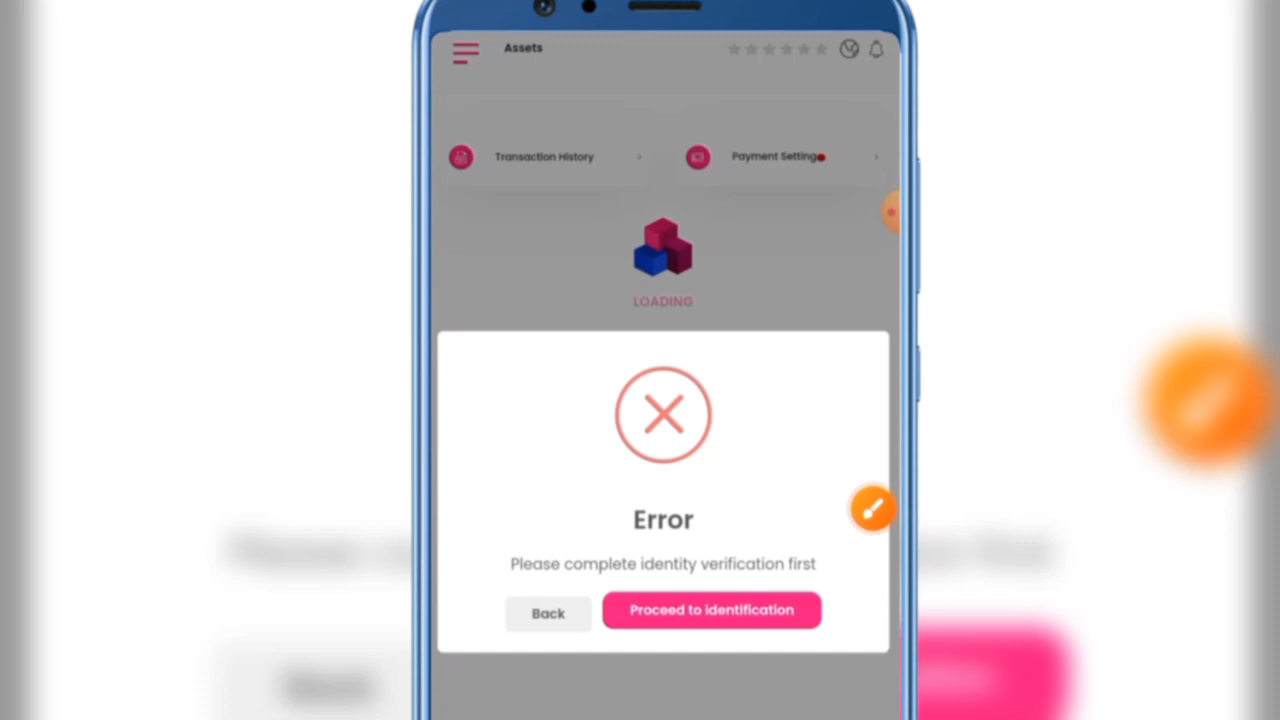 Assets
Transaction History
Payment Settings
LOADING
Error
Please complete identity verification first
Back
Proceed to identification